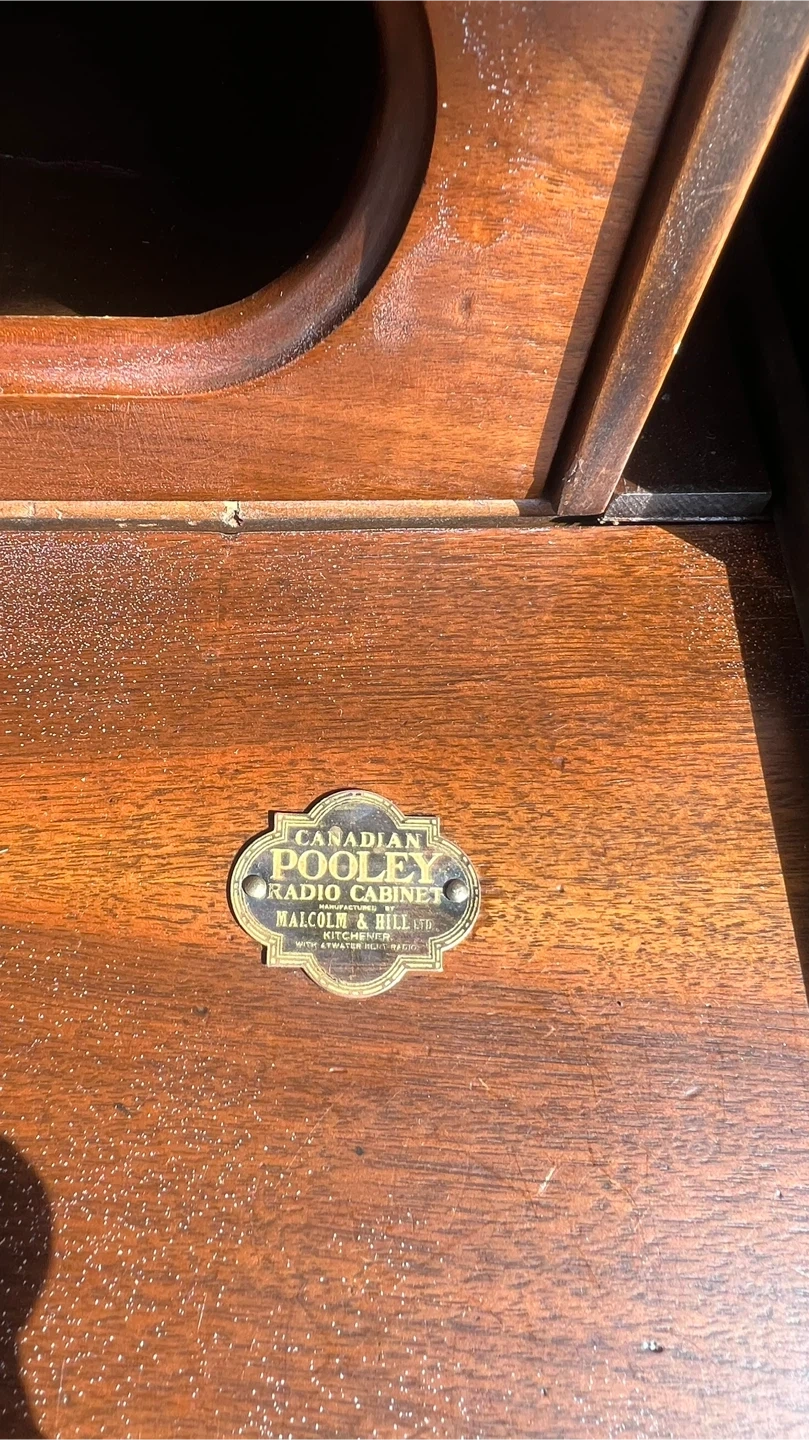 CANADIAN
POOLEY
RADIO CABINET
MANUFACTURED BY
MALCOLM & HILL LTD.
KITCHENER.
WITH ATWATER KENT RADIO